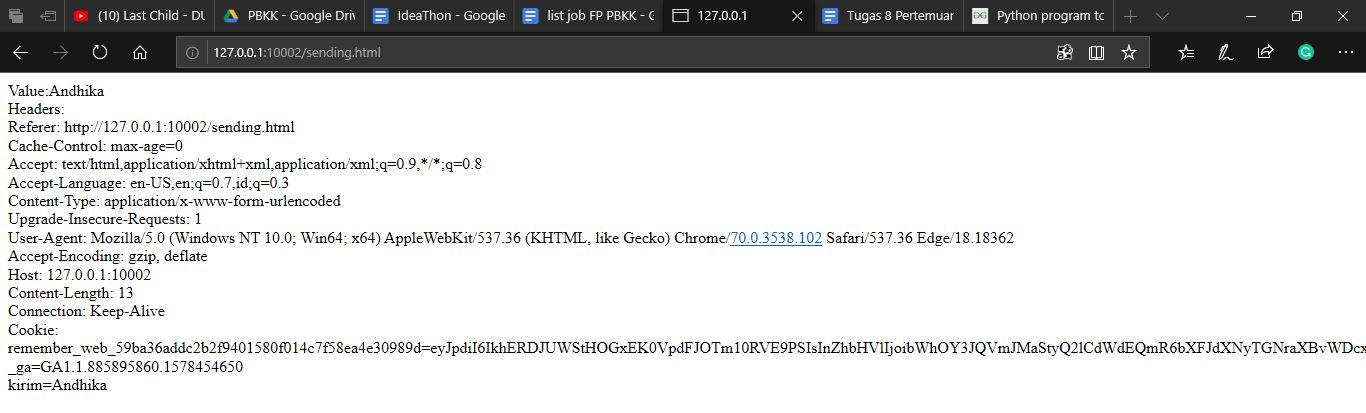 (10) Last Child - DU
PBKK - Google Driv
IdeaThon - Google
list job FP PBKK - G
127.0.0.1
Tugas 8 Pertemuan
Python program to
127.0.0.1:10002/sending.html
Value:Andhika
Headers:
Referer: http://127.0.0.1:10002/sending.html
Cache-Control: max-age=0
Accept: text/html,application/xhtml+xml,application/xml;q=0.9,*/*;q=0.8
Accept-Language: en-US,en;q=0.7,id;q=0.3
Content-Type: application/x-www-form-urlencoded
Upgrade-Insecure-Requests: 1
User-Agent: Mozilla/5.0 (Windows NT 10.0; Win64; x64) AppleWebKit/537.36 (KHTML, like Gecko) Chrome/70.0.3538.102 Safari/537.36 Edge/18.18362
Accept-Encoding: gzip, deflate
Host: 127.0.0.1:10002
Content-Length: 13
Connection: Keep-Alive
Cookie:
_ga=GA1.1.885895860.1578454650
kirim=Andhika